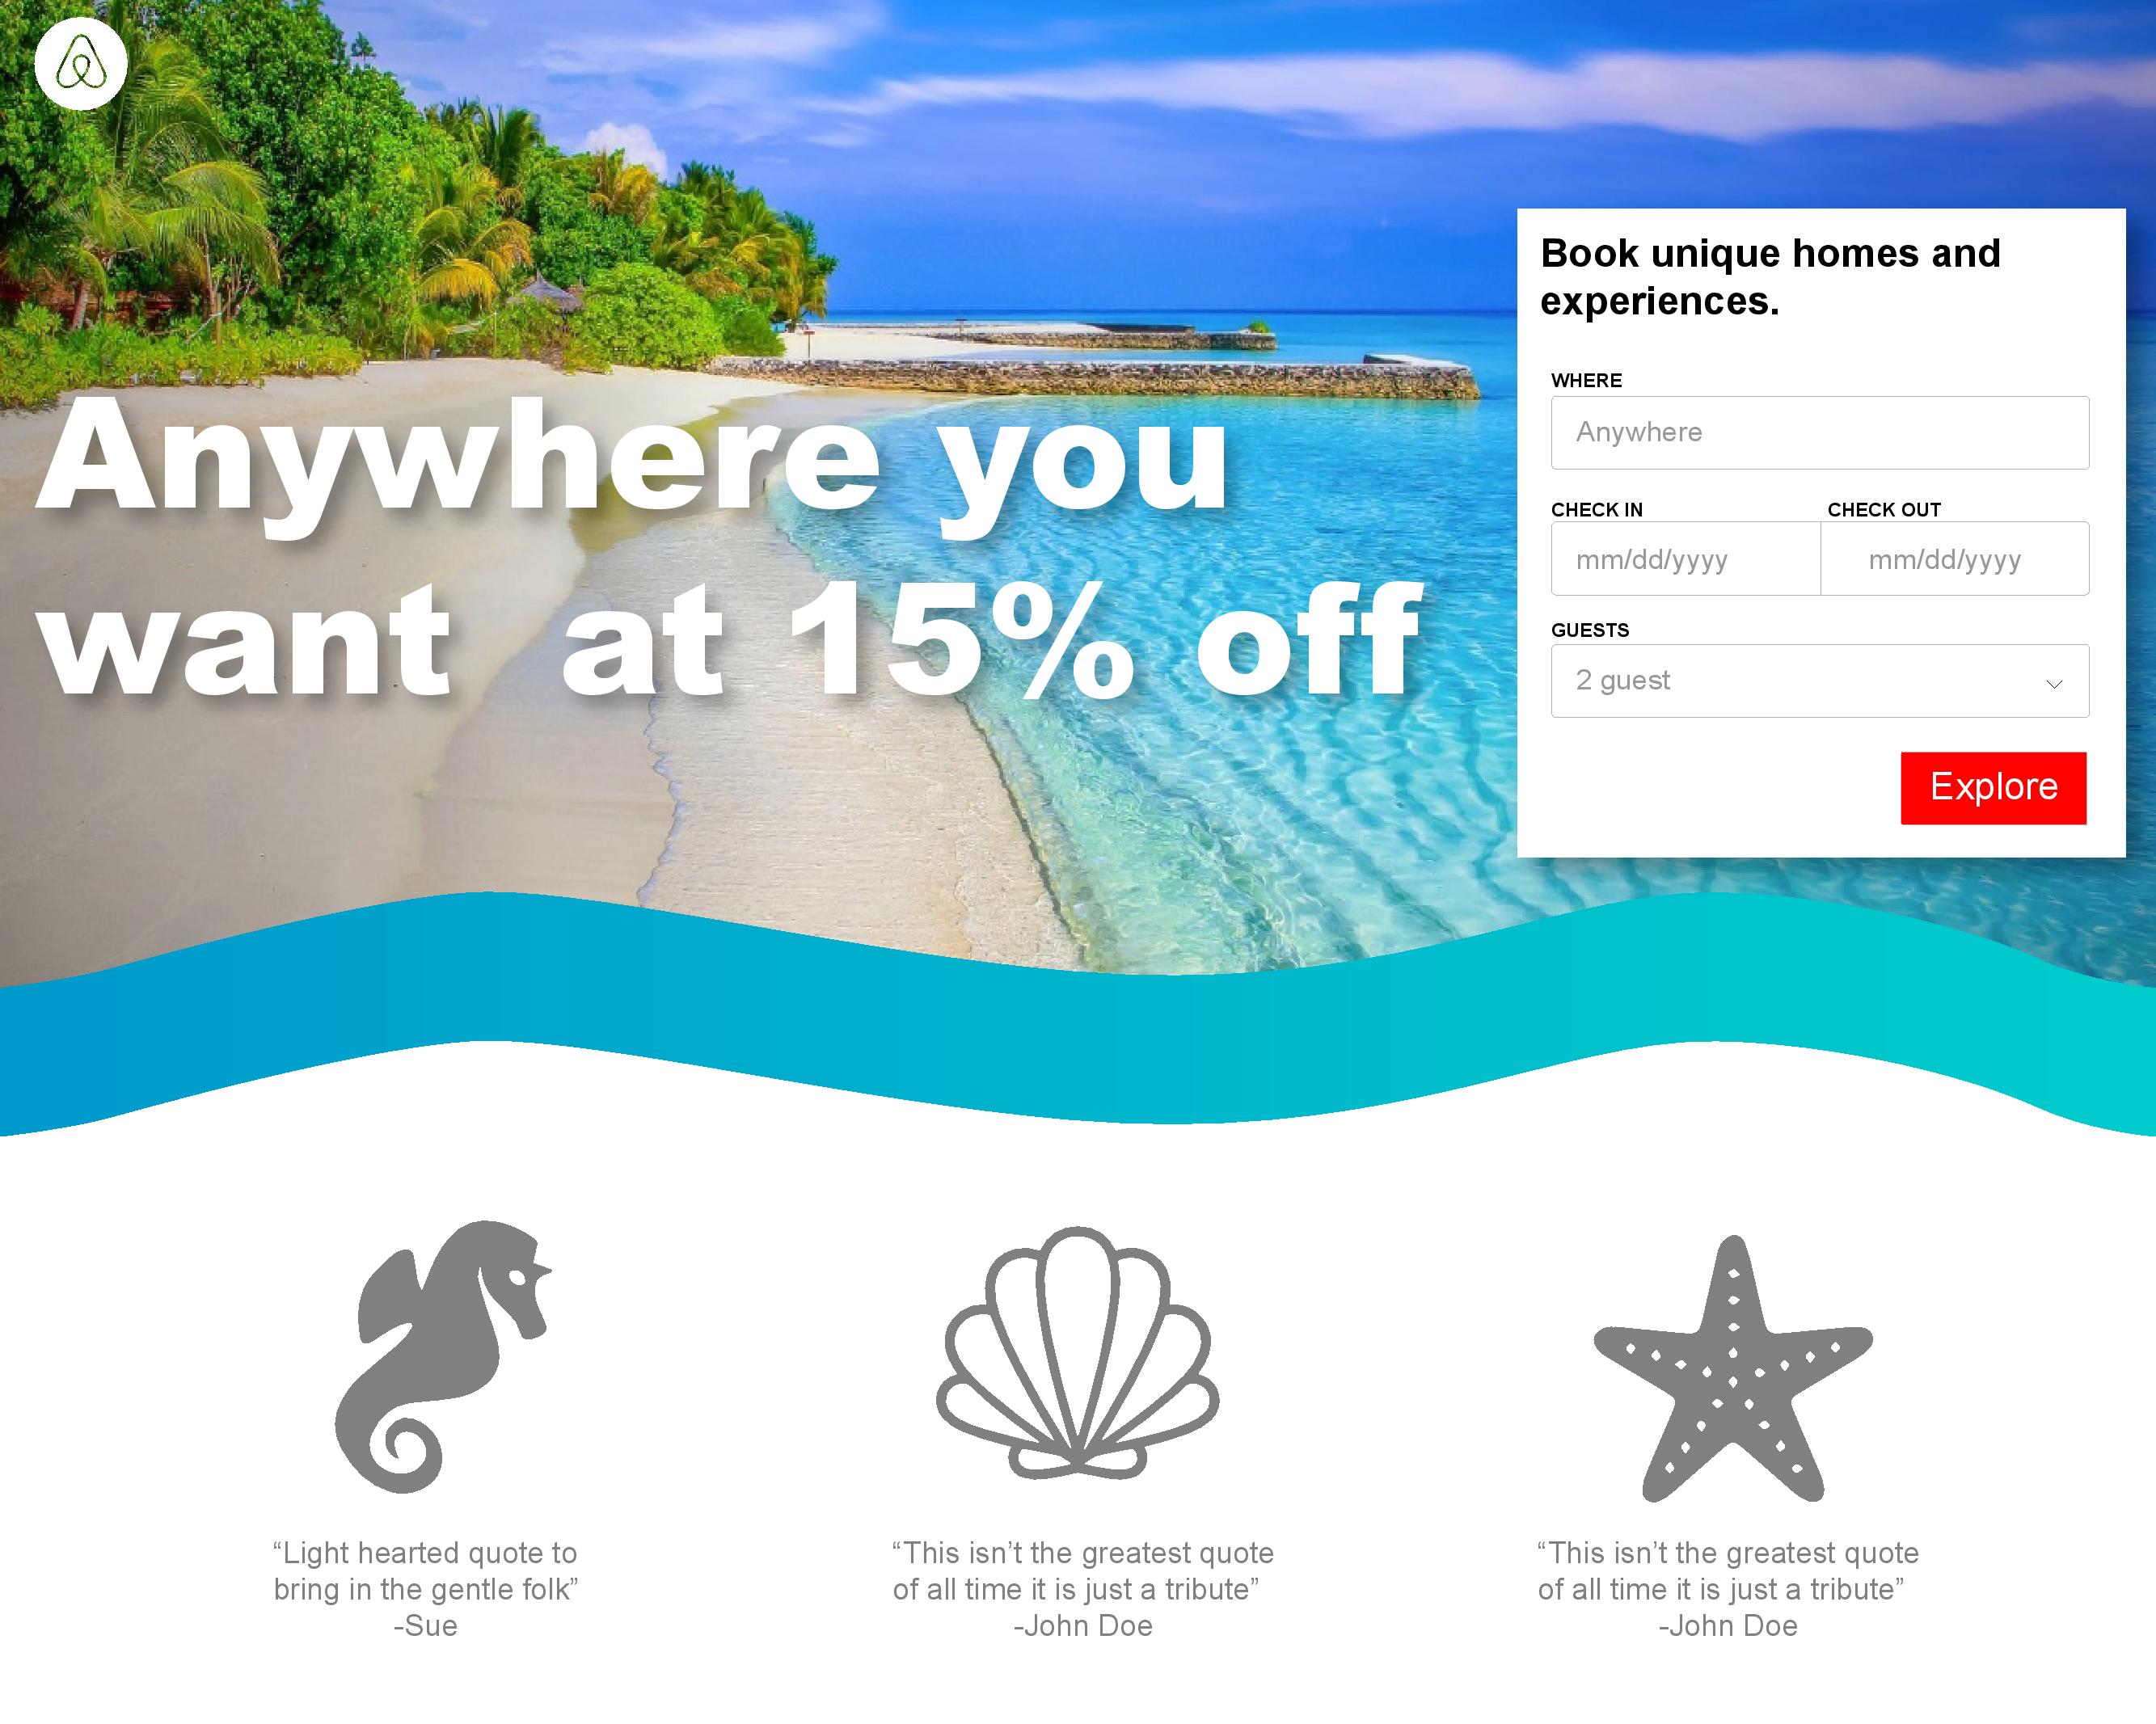 Anywhere you
want at 15% off
Book unique homes and
experiences.
WHERE
Anywhere
CHECK IN CHECK OUT
mm/dd/yyyy mm/dd/yyyy
GUESTS
2 guest
Explore
“Light hearted quote to
bring in the gentle folk”
-Sue
“This isn’t the greatest quote
of all time it is just a tribute”
-John Doe
“This isn’t the greatest quote
of all time it is just a tribute”
-John Doe